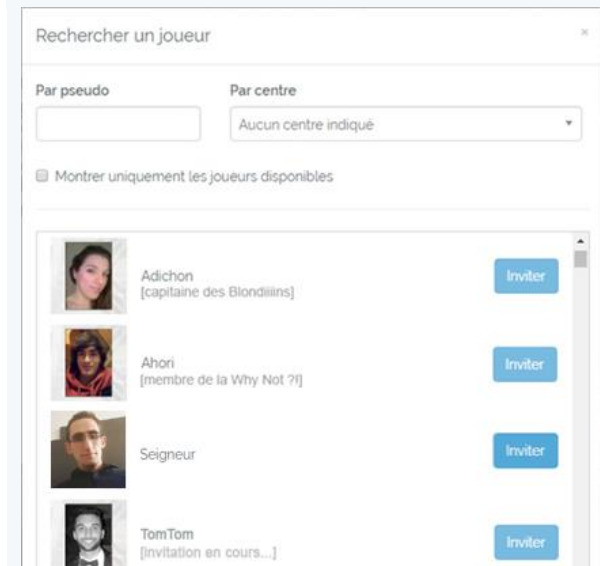 Rechercher un joueur ×
Par pseudo Par centre
Aucun centre indiqué
Montrer uniquement les joueurs disponibles
Adichon
[capitaine des Blondiiiins]
Inviter
Ahori
[membre de la Why Not ?!]
Inviter
Seigneur
Inviter
TomTom
[invitation en cours...]
Inviter